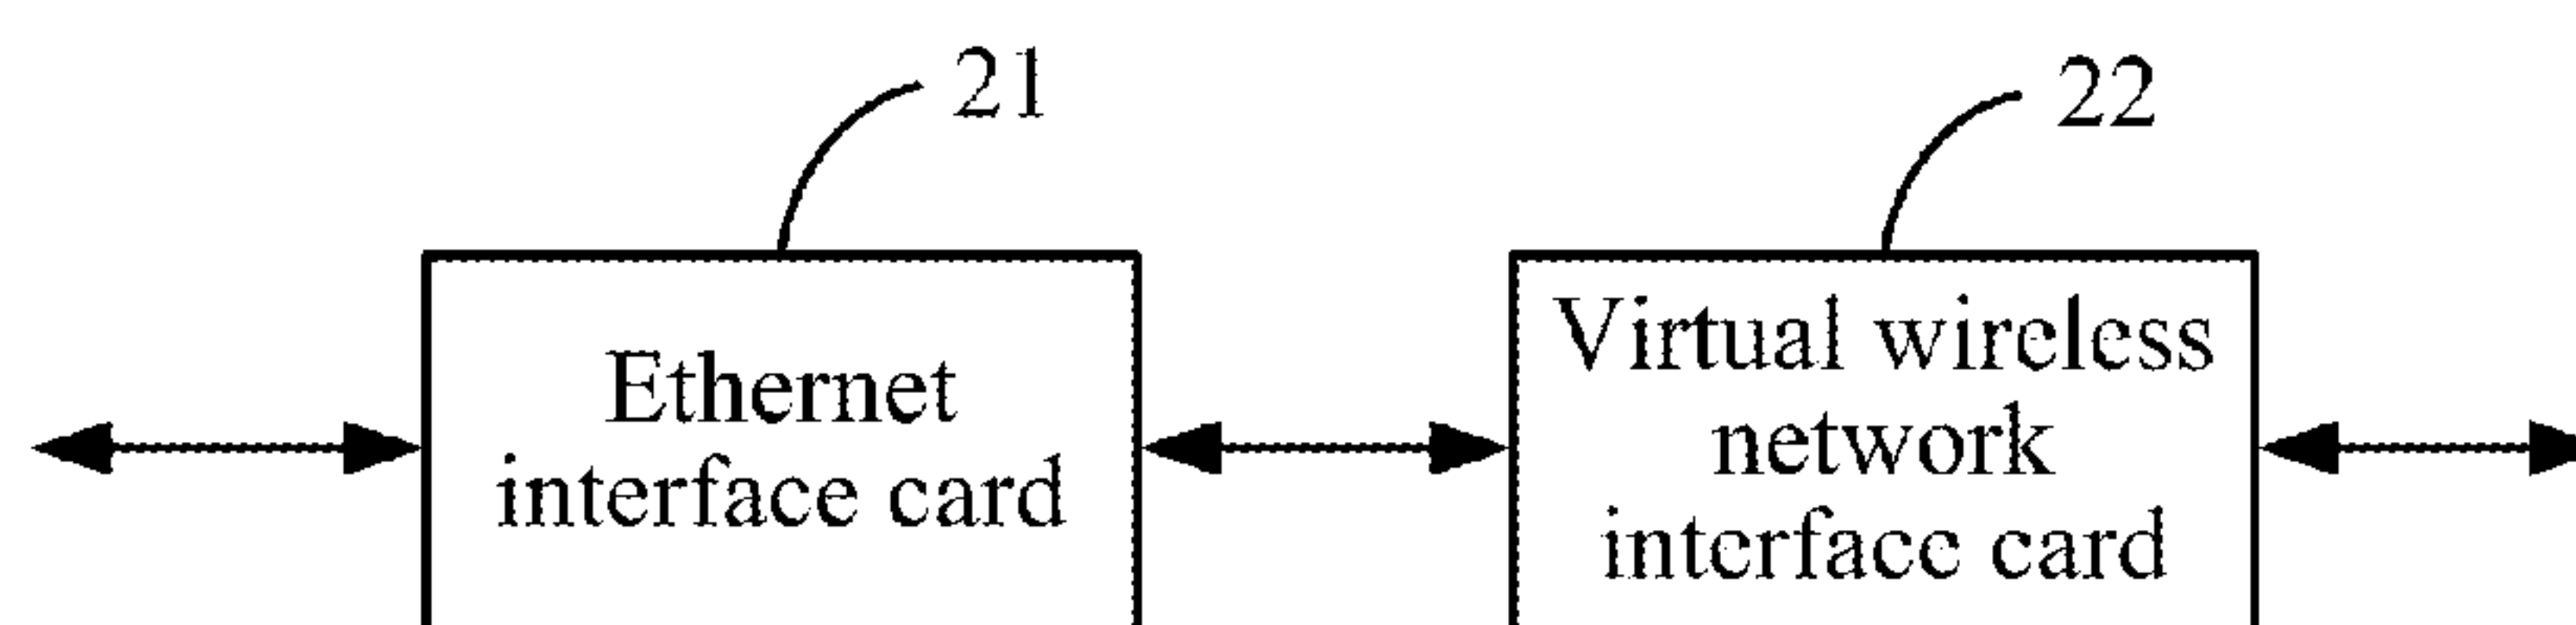 21
22
Ethernet
interface card
Virtual wireless
network
interface card